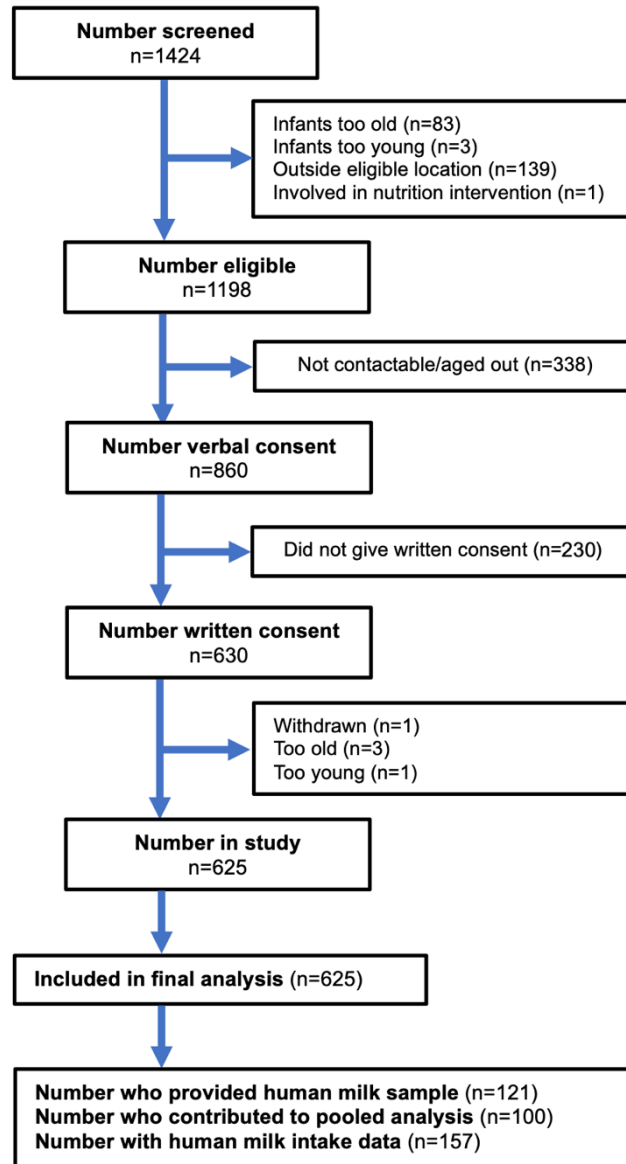 Number screened
n=1424
Infants too old (n=83)
Infants too young (n=3)
Outside eligible location (n=139)
Involved in nutrition intervention (n=1)
Number eligible
n=1198
Not contactable/aged out (n=338)
Number verbal consent
n=860
Did not give written consent (n=230)
Number written consent
n=630
Withdrawn (n=1)
Too old (n=3)
Too young (n=1)
Number in study
n=625
Included in final analysis (n=625)
Number who provided human milk sample (n=121)
Number who contributed to pooled analysis (n=100)
Number with human milk intake data (n=157)